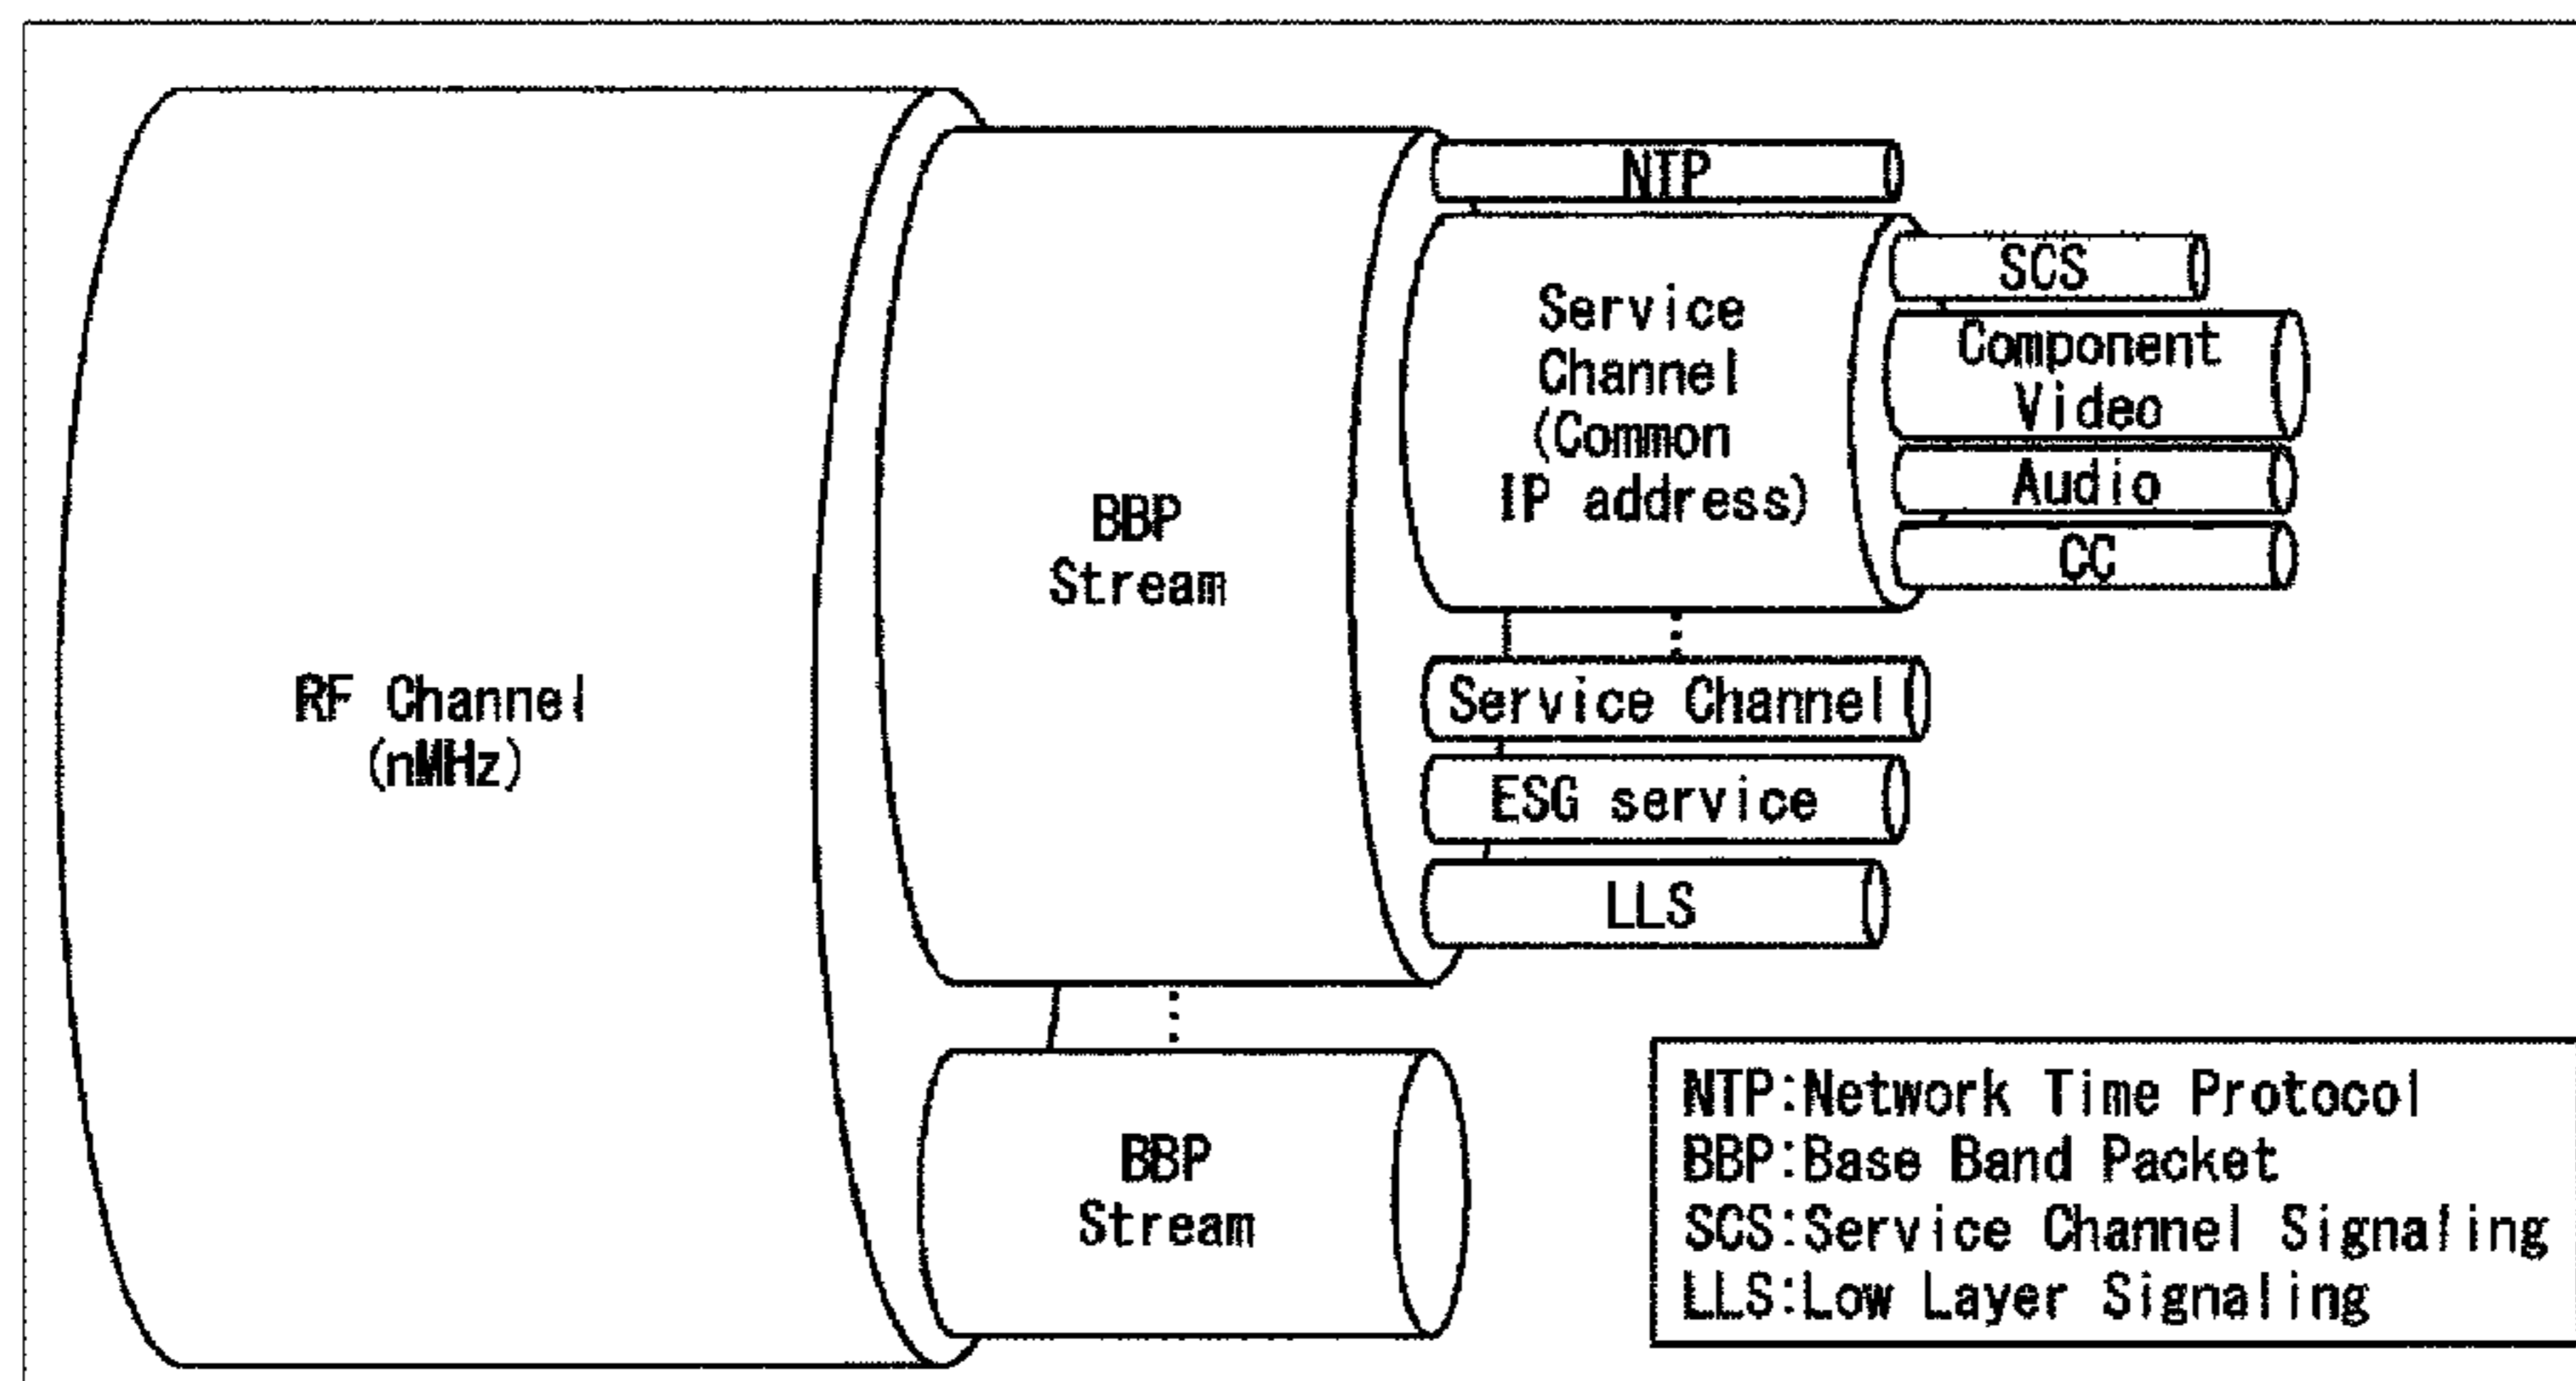 RF Channel
(nMHz)
BBP
Stream
BBP
Stream
NTP
Service
Channel
(Common
IP address)
Service Channel
ESG service
LLS
SCS
Component
Video
Audio
CC
NTP:Network Time Protocol
BBP:Base Band Packet
SCS:Service Channel Signaling
LLS:Low Layer Signaling